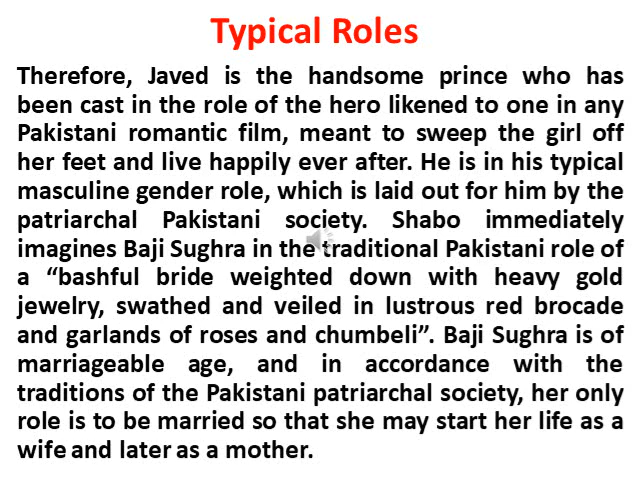 Typical Roles
Therefore, Javed is the handsome prince who has
been cast in the role of the hero likened to one in any
Pakistani romantic film, meant to sweep the girl off
her feet and live happily ever after. He is in his typical
masculine gender role, which is laid out for him by the
patriarchal Pakistani society. Shabo immediately
imagines Baji Sughra in the traditional Pakistani role of
a “bashful bride weighted down with heavy gold
jewelry, swathed and veiled in lustrous red brocade
and garlands of roses and chumbeli”. Baji Sughra is of
marriageable age, and in accordance with the
traditions of the Pakistani patriarchal society, her only
role is to be married so that she may start her life as a
wife and later as a mother.